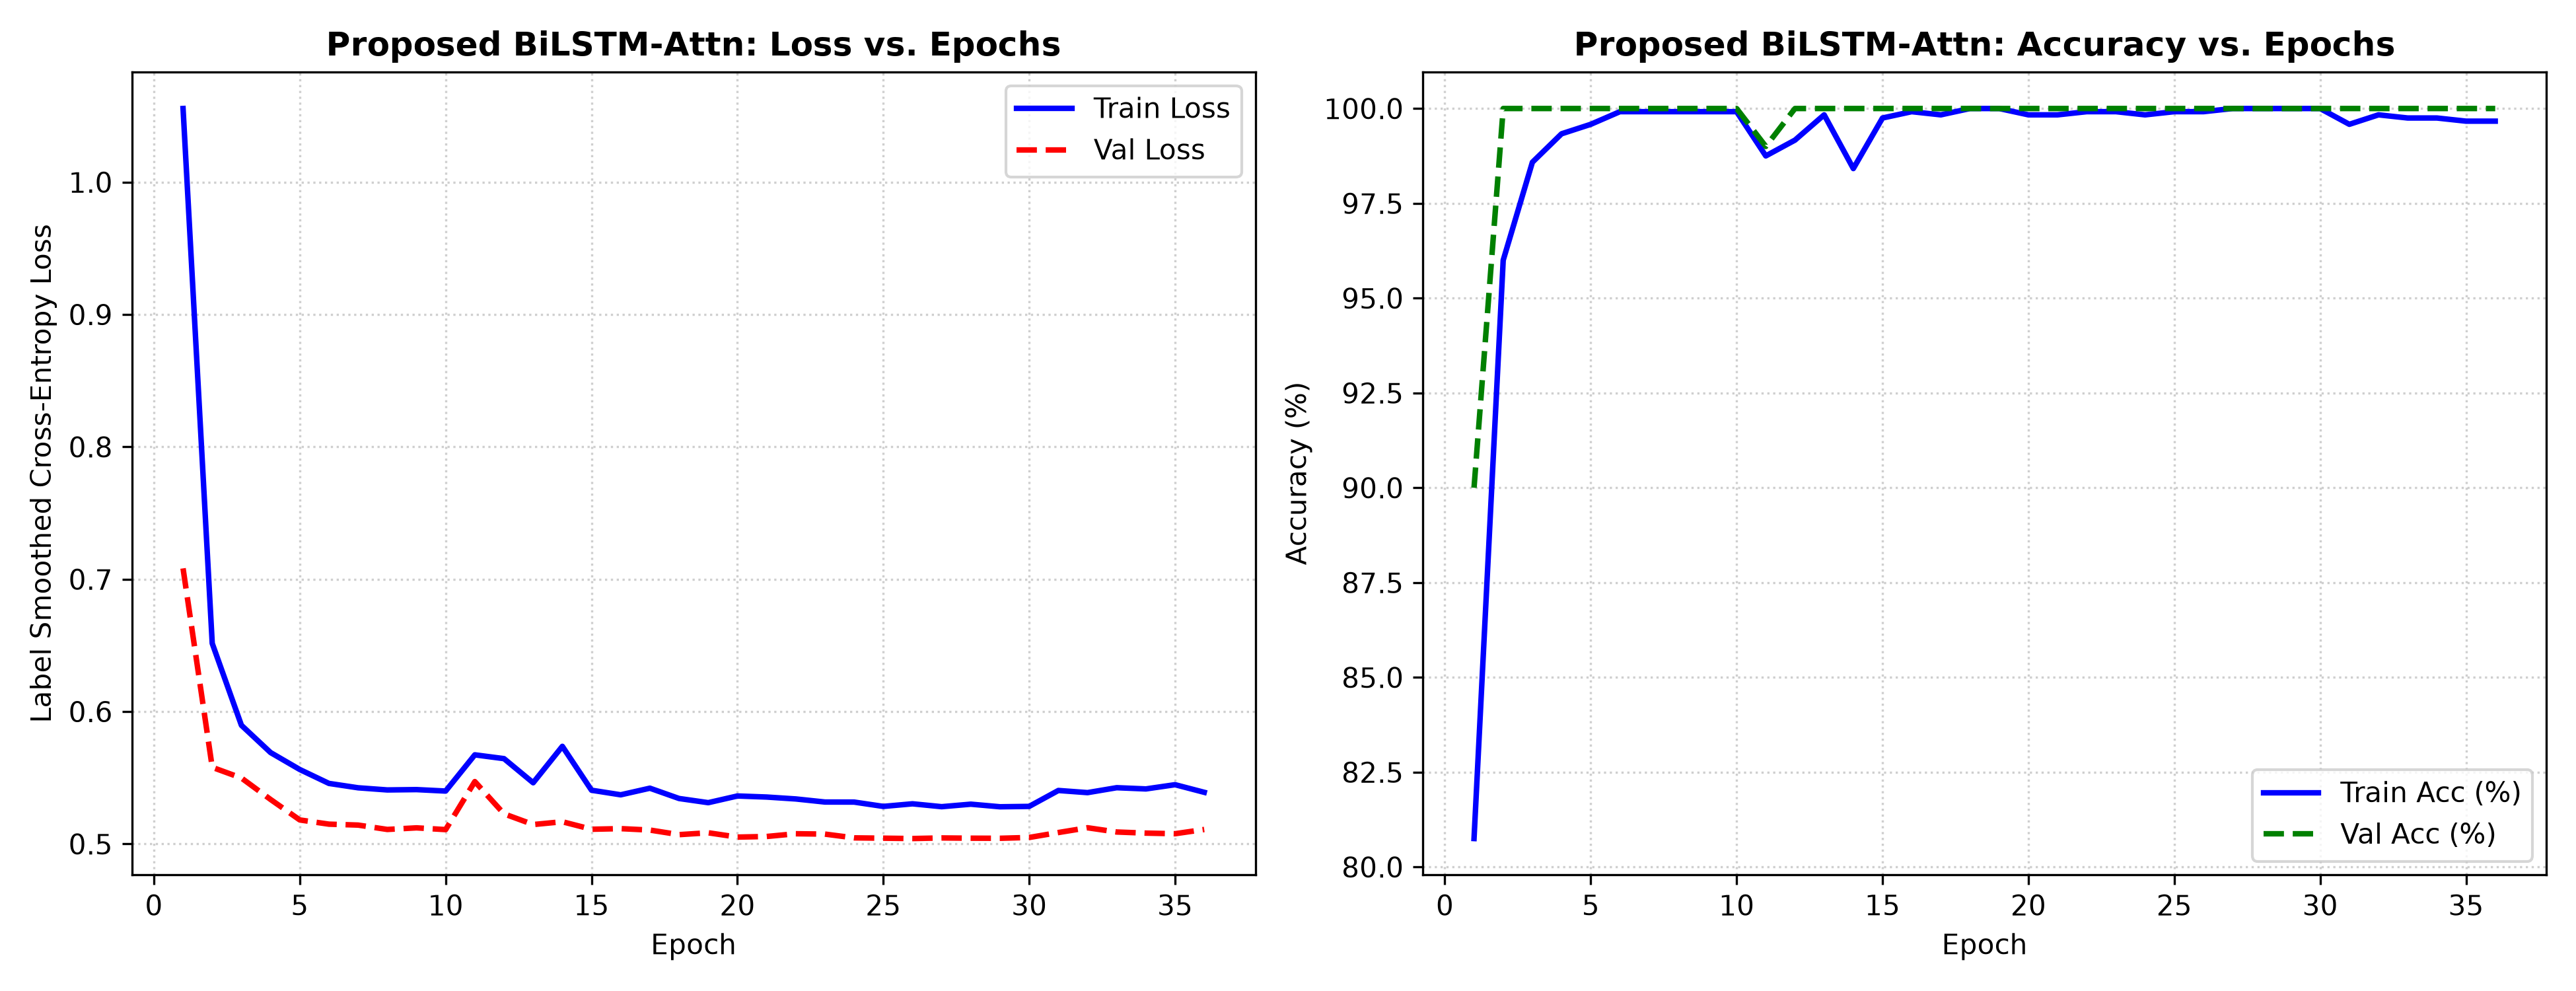 Proposed BiLSTM-Attn: Loss vs. Epochs
Train Loss
Val Loss
Label Smoothed Cross-Entropy Loss
1.0
0.9
0.8
0.7
0.6
0.5
0 5 10 15 20 25 30 35
Epoch
Proposed BiLSTM-Attn: Accuracy vs. Epochs
Accuracy (%)
100.0
97.5
95.0
92.5
90.0
87.5
85.0
82.5
80.0
Train Acc (%)
Val Acc (%)
0 5 10 15 20 25 30 35
Epoch